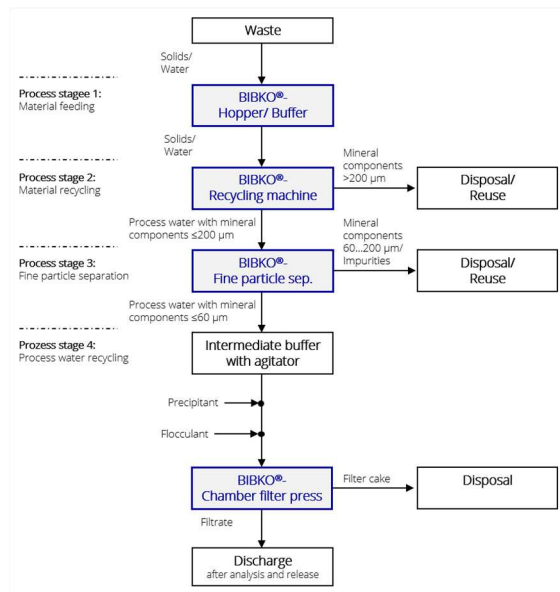 Waste
Solids/
Water
Process stagee 1:
Material feeding
BIBKO®-
Hopper/ Buffer
Solids/
Water
Process stage 2:
Material recycling
BIBKO®-
Recycling machine
Mineral
components
>200 µm
Disposal/
Reuse
Process water with mineral
components ≤200 µm
Process stage 3:
Fine particle separation
BIBKO®-
Fine particle sep.
Mineral
components
60...200 µm/
Impurities
Disposal/
Reuse
Process water with mineral
components ≤60 µm
Prozess stage 4:
Process water recycling
Intermediate buffer
with agitator
Precipitant
Flocculant
BIBKO®-
Chamber filter press
Filter cake
Disposal
Filtrate
Discharge
after analysis and release